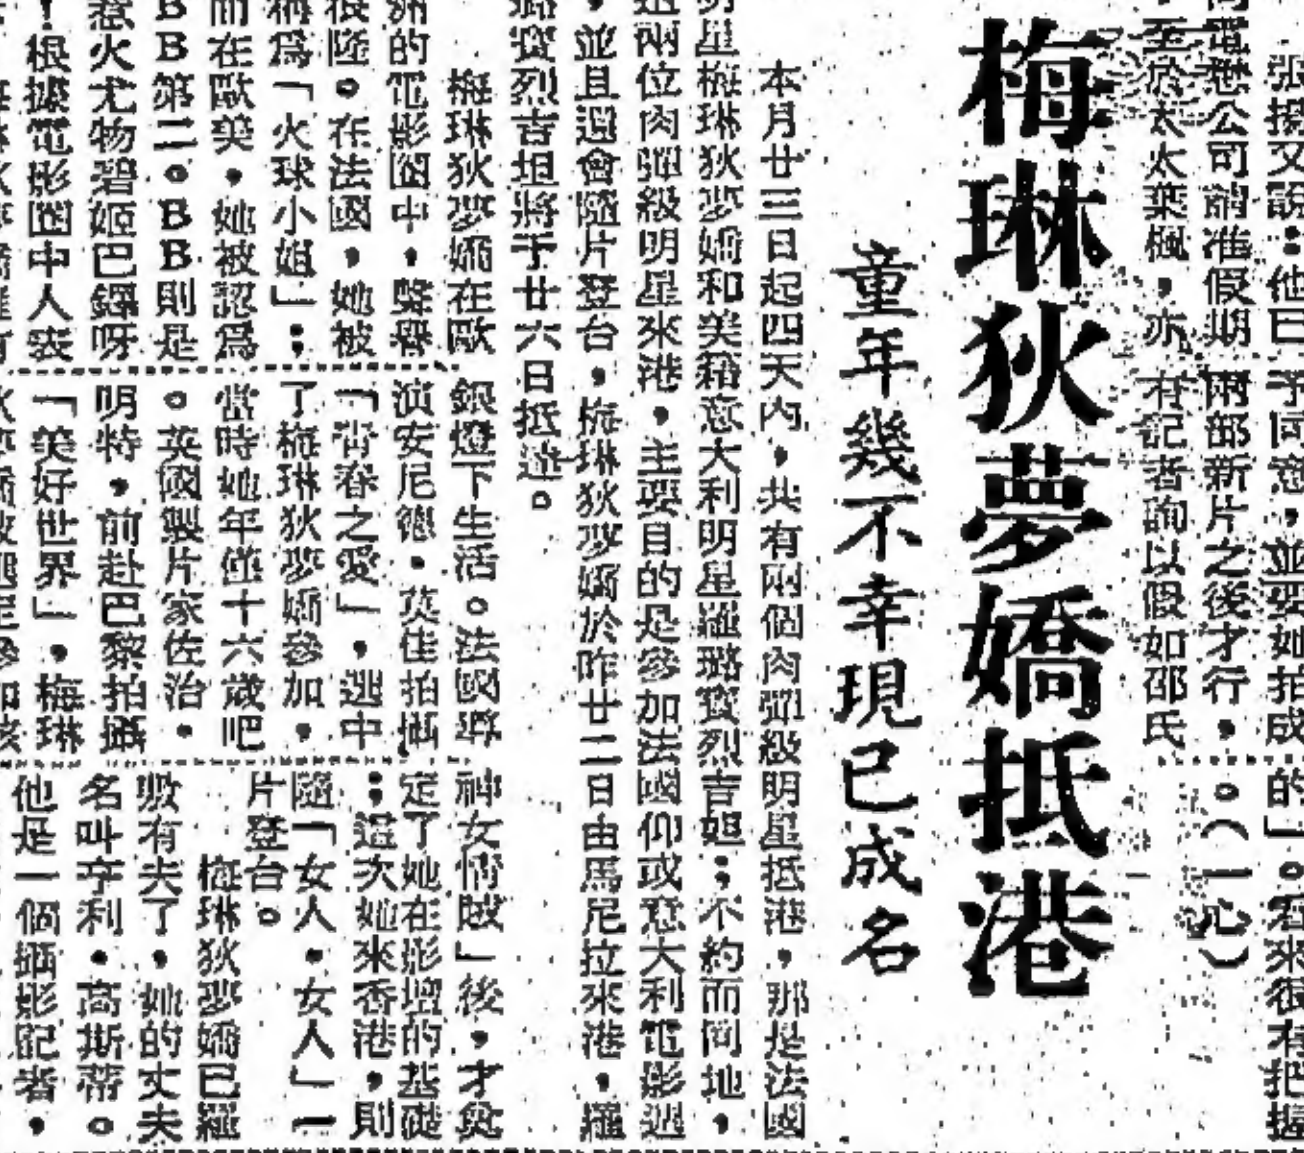 梅琳狄夢嬌抵港
童年幾不幸現已成名
本月廿三日起四天內，共有兩個肉彈級明星抵港，那是法國
星梅琳狄夢嬌和美籍意大利明星羅璐寶烈吉妲；不約而同地，
這兩位肉彈級明星來港，主要目的是參加法國仰或意大利電影週
，並且還會隨片登台，梅琳狄夢嬌於昨廿二日由馬尼拉來港，羅
璐寶烈吉坦將于廿六日抵港。
梅琳狄夢嬌在歐
洲的電影圈中，聲譽
很隆。在法國，她被
稱爲「火球小姐」；
而在歐美，她被認爲
ＢＢ第二。ＢＢ則是
惹火尤物碧姬巴鐸呀
！根據電影圈中人表
銀燈下生活。法國導
演安尼德・英佳拍攝
「青春之愛」，選中
了梅琳狄夢嬌參加，
當時她年僅十六歲吧
。英國製片家佐治・
明特，前赴巴黎拍攝
「美好世界」，梅琳
神女情賊」後，才奠
定了她在影壇的基礎
；這次她來香港，則
隨「女人・女人」一
片登台。
梅琳狄夢嬌已羅
敷有夫了，她的丈夫
名叫亨利・高斯蒂。
他是一個攝影記者，
張揚又說：他已
電懋公司請准假期
，至於太太葉楓，亦
予同意，並要她拍成
兩部新片之後才行，
有記者詢以假如邵氏
的」。看來很有把握
。（一心）